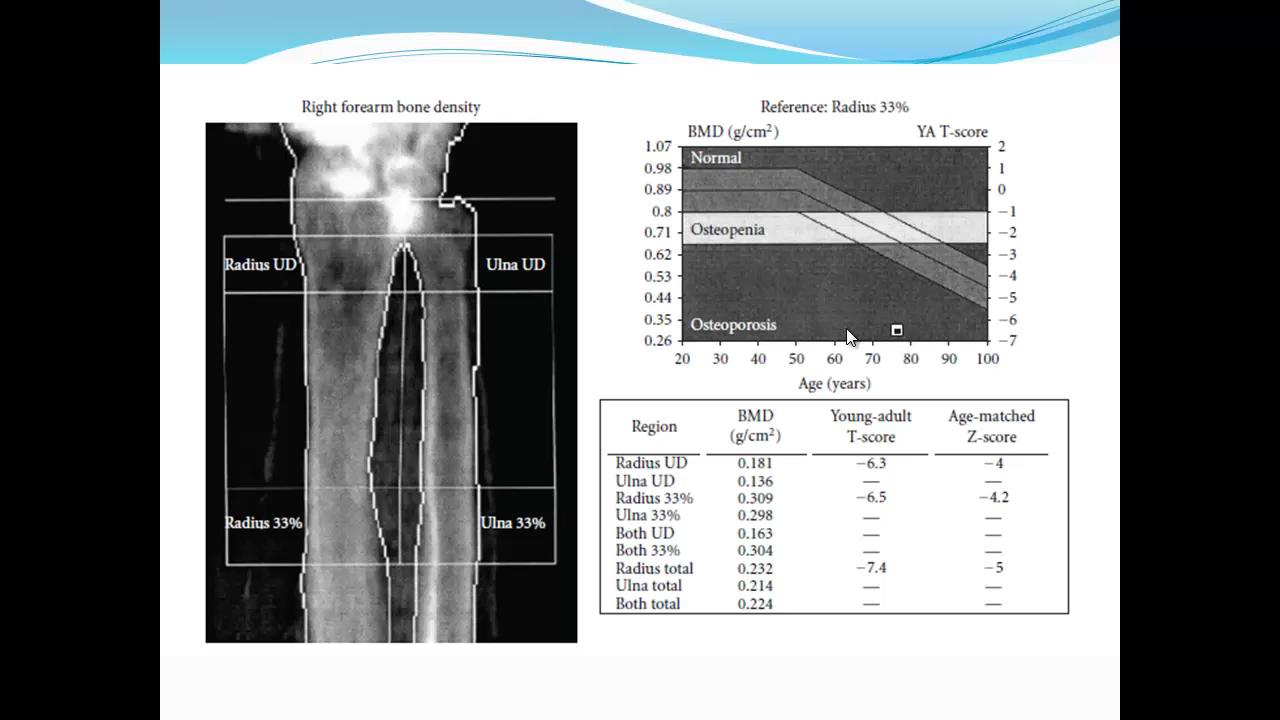 Right forearm bone density
Radius UD
Ulna UD
Radius 33%
Ulna 33%
Reference: Radius 33%
BMD (g/cm²)
YA T-score
1.07
0.98
0.89
0.8
0.71
0.62
0.53
0.44
0.35
0.26
Normal
Osteopenia
Osteoporosis
2
1
0
−1
−2
−3
−4
−5
−6
−7
20 30 40 50 60 70 80 90 100
Age (years)
Region BMD (g/cm²) Young-adult T-score Age-matched Z-score
Radius UD 0.181 −6.3 −4
Ulna UD 0.136 — —
Radius 33% 0.309 −6.5 −4.2
Ulna 33% 0.298 — —
Both UD 0.163 — —
Both 33% 0.304 — —
Radius total 0.232 −7.4 −5
Ulna total 0.214 — —
Both total 0.224 — —